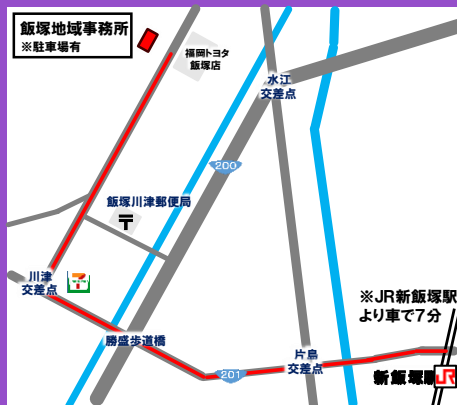 飯塚地域事務所
※駐車場有
福岡トヨタ
飯塚店
水江
交差点
200
飯塚川津郵便局
〒
川津
交差点
7
※JR新飯塚駅
より車で7分
勝盛歩道橋
片島
交差点
201
新飯塚駅
JR